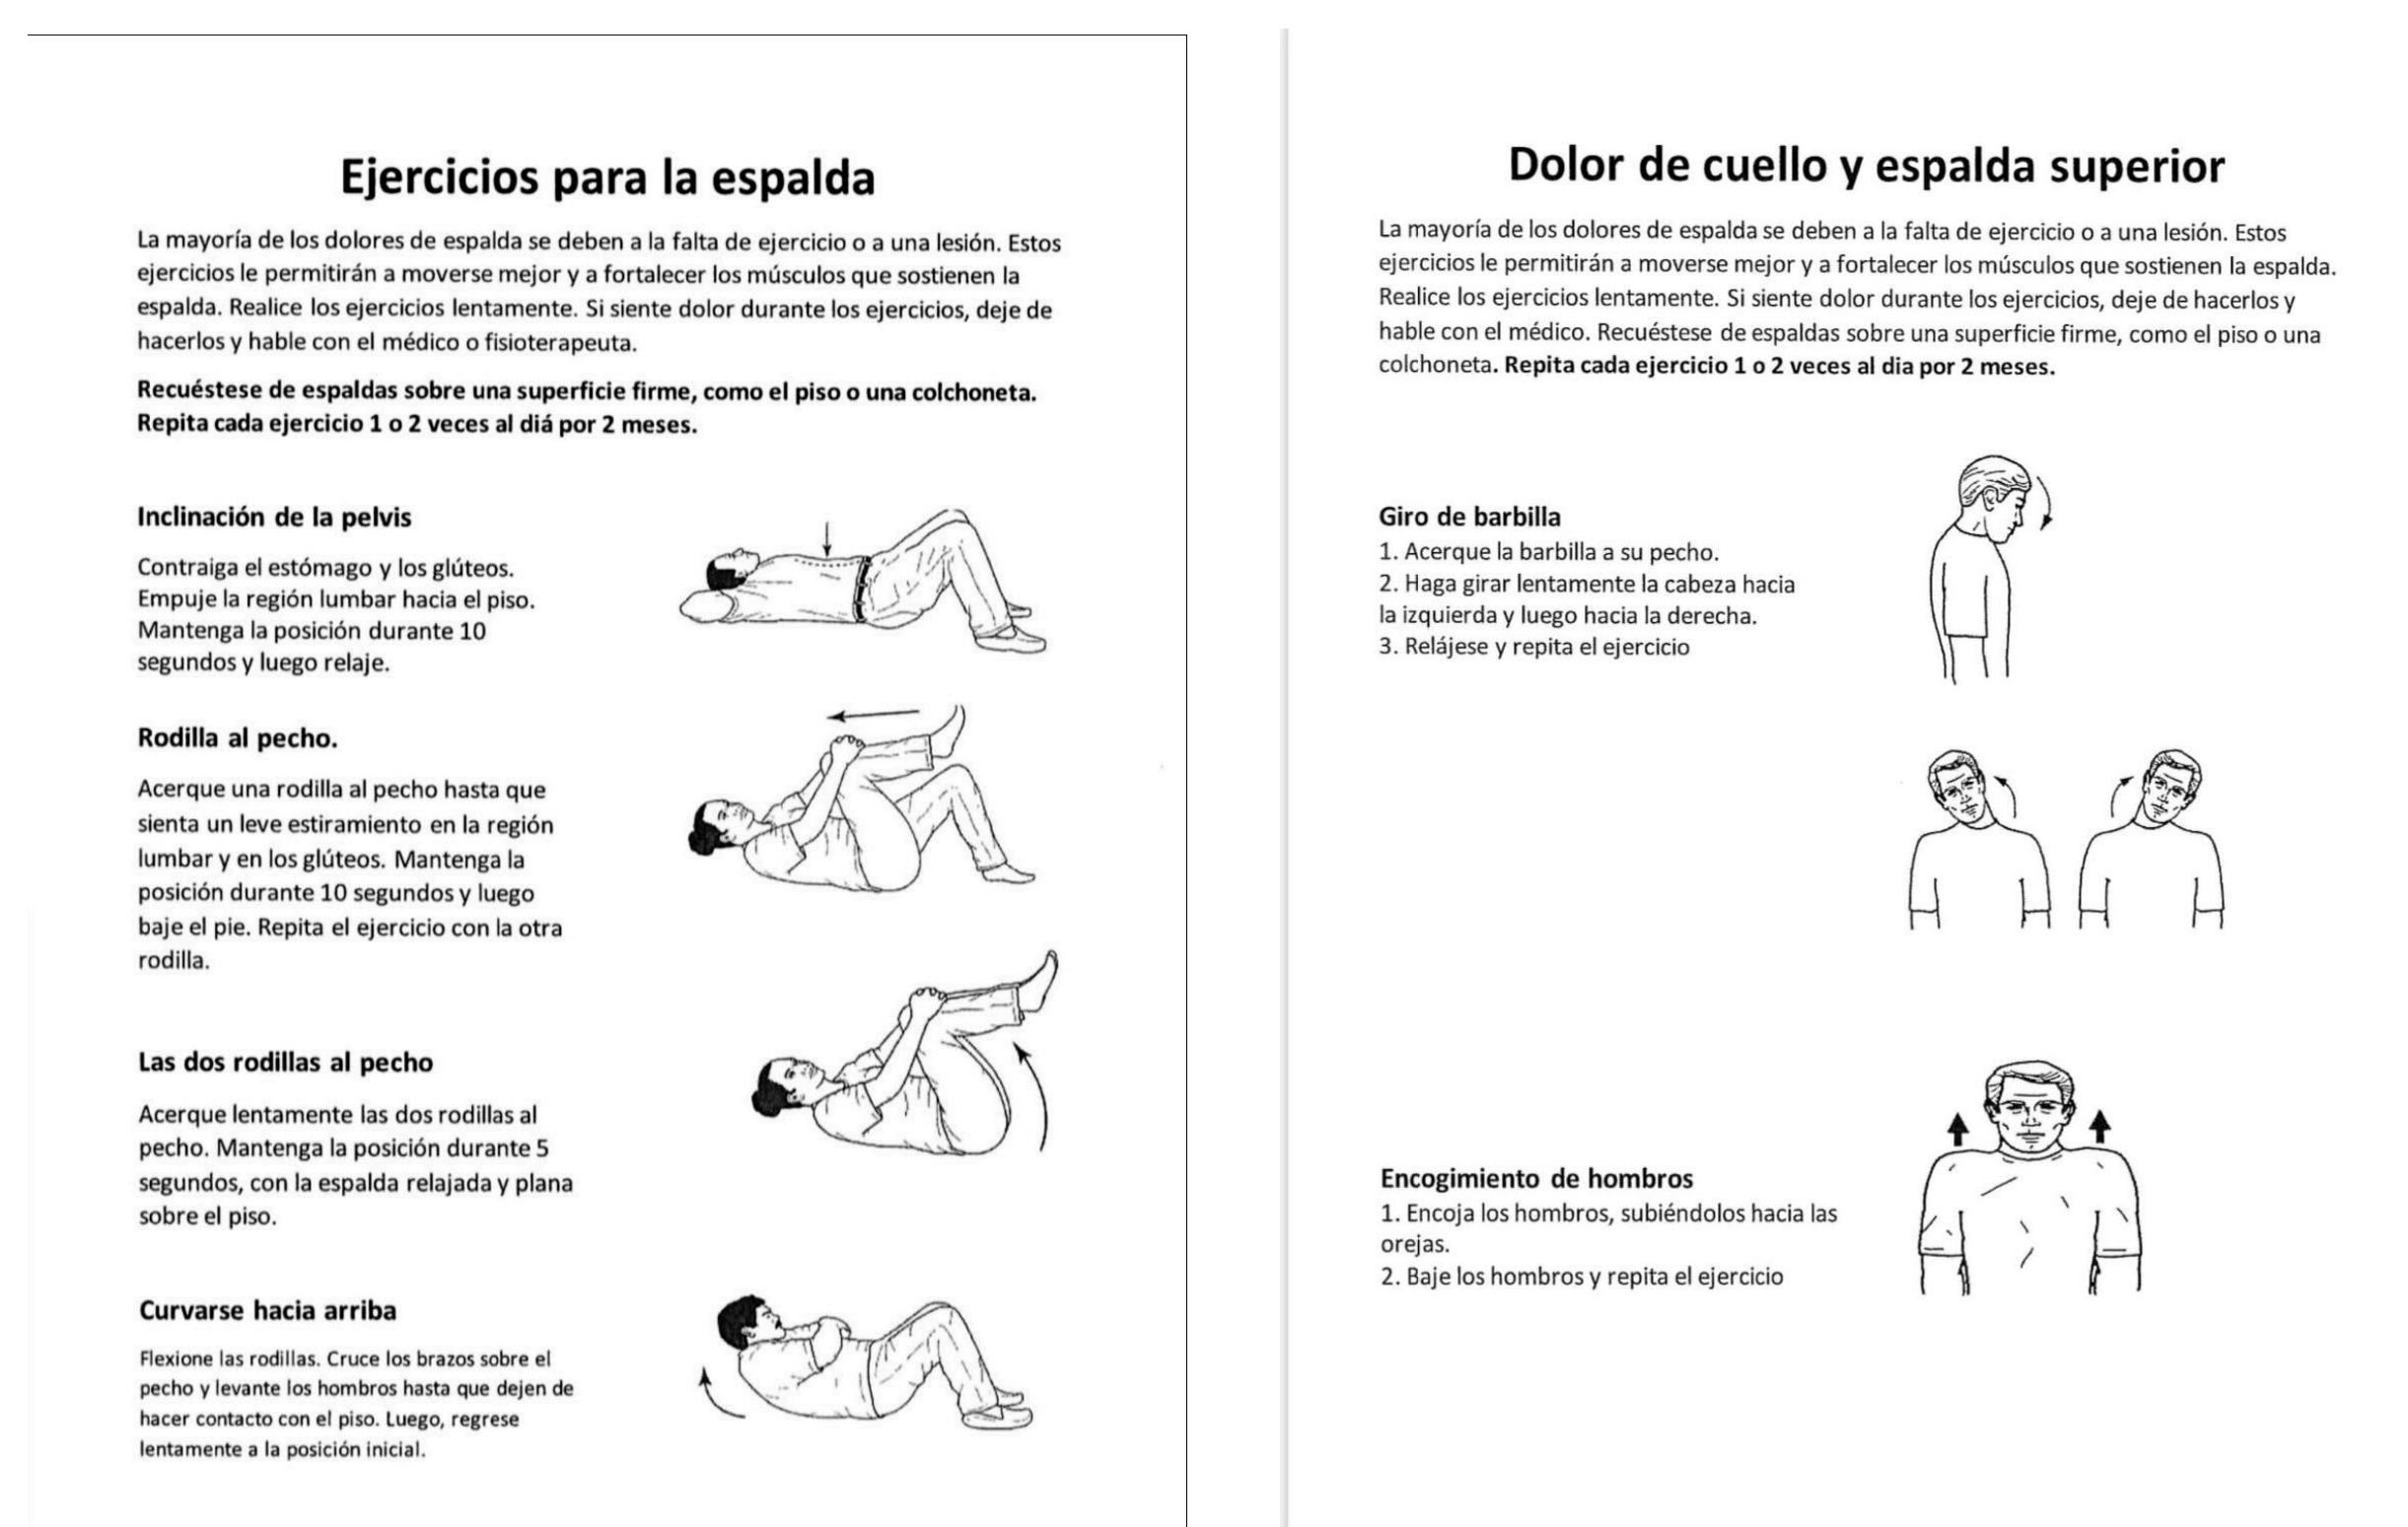 Ejercicios para la espalda
La mayoría de los dolores de espalda se deben a la falta de ejercicio o a una lesión. Estos
ejercicios le permitirán a moverse mejor y a fortalecer los músculos que sostienen la
espalda. Realice los ejercicios lentamente. Si siente dolor durante los ejercicios, deje de
hacerlos y hable con el médico o fisioterapeuta.
Recuéstese de espaldas sobre una superficie firme, como el piso o una colchoneta.
Repita cada ejercicio 1 o 2 veces al diá por 2 meses.
Inclinación de la pelvis
Contraiga el estómago y los glúteos.
Empuje la región lumbar hacia el piso.
Mantenga la posición durante 10
segundos y luego relaje.
Rodilla al pecho.
Acerque una rodilla al pecho hasta que
sienta un leve estiramiento en la región
lumbar y en los glúteos. Mantenga la
posición durante 10 segundos y luego
baje el pie. Repita el ejercicio con la otra
rodilla.
Las dos rodillas al pecho
Acerque lentamente las dos rodillas al
pecho. Mantenga la posición durante 5
segundos, con la espalda relajada y plana
sobre el piso.
Curvarse hacia arriba
Flexione las rodillas. Cruce los brazos sobre el
pecho y levante los hombros hasta que dejen de
hacer contacto con el piso. Luego, regrese
lentamente a la posición inicial.
Dolor de cuello y espalda superior
La mayoría de los dolores de espalda se deben a la falta de ejercicio o a una lesión. Estos
ejercicios le permitirán a moverse mejor y a fortalecer los músculos que sostienen la espalda.
Realice los ejercicios lentamente. Si siente dolor durante los ejercicios, deje de hacerlos y
hable con el médico. Recuéstese de espaldas sobre una superficie firme, como el piso o una
colchoneta. Repita cada ejercicio 1 o 2 veces al dia por 2 meses.
Giro de barbilla
1. Acerque la barbilla a su pecho.
2. Haga girar lentamente la cabeza hacia
la izquierda y luego hacia la derecha.
3. Relájese y repita el ejercicio
Encogimiento de hombros
1. Encoja los hombros, subiéndolos hacia las
orejas.
2. Baje los hombros y repita el ejercicio